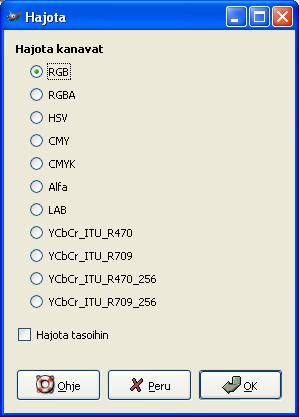 Hajota
Hajota kanavat
RGB
RGBA
HSV
CMY
CMYK
Alfa
LAB
YCbCr_ITU_R470
YCbCr_ITU_R709
YCbCr_ITU_R470_256
YCbCr_ITU_R709_256
Hajota tasoihin
Ohje Peru OK